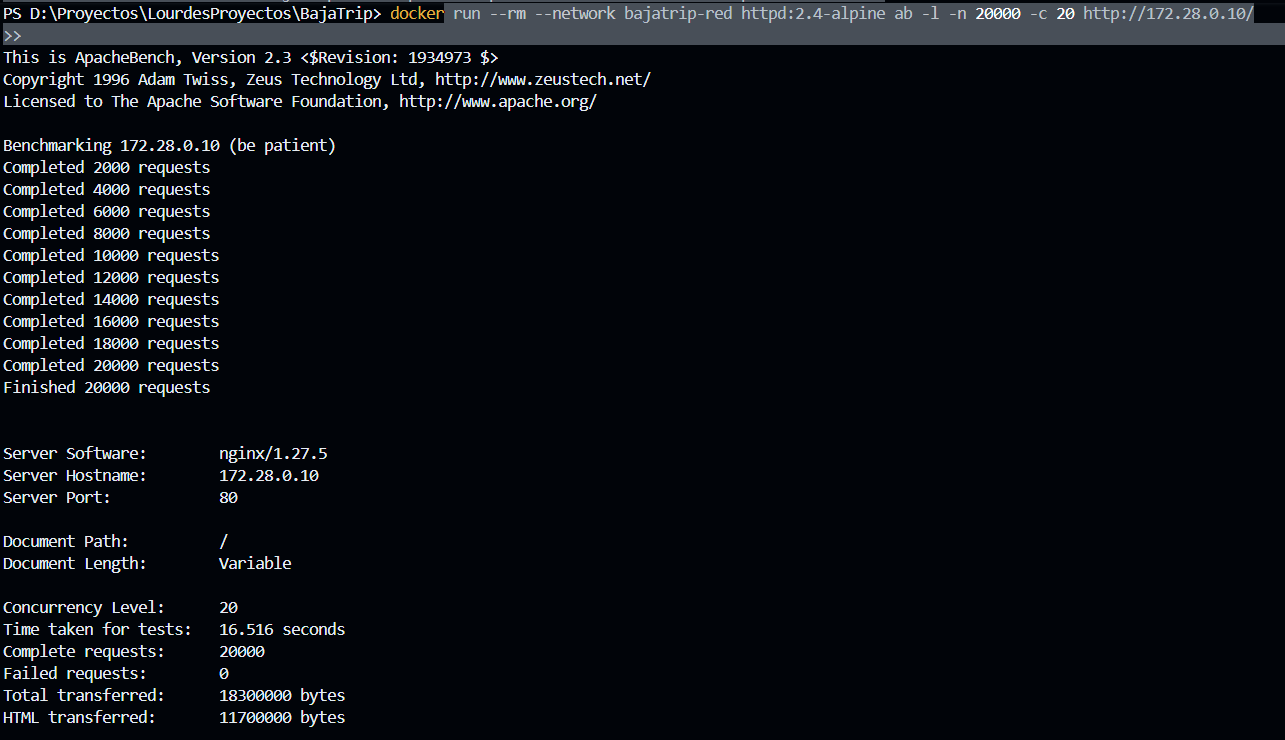 PS D:\Proyectos\LourdesProyectos\BajaTrip> docker run --rm --network bajatrip-red httpd:2.4-alpine ab -l -n 20000 -c 20 http://172.28.0.10/
>>
This is ApacheBench, Version 2.3 <$Revision: 1934973 $>
Copyright 1996 Adam Twiss, Zeus Technology Ltd, http://www.zeustech.net/
Licensed to The Apache Software Foundation, http://www.apache.org/

Benchmarking 172.28.0.10 (be patient)
Completed 2000 requests
Completed 4000 requests
Completed 6000 requests
Completed 8000 requests
Completed 10000 requests
Completed 12000 requests
Completed 14000 requests
Completed 16000 requests
Completed 18000 requests
Completed 20000 requests
Finished 20000 requests

Server Software:        nginx/1.27.5
Server Hostname:        172.28.0.10
Server Port:            80

Document Path:          /
Document Length:        Variable

Concurrency Level:      20
Time taken for tests:   16.516 seconds
Complete requests:      20000
Failed requests:        0
Total transferred:      18300000 bytes
HTML transferred:       11700000 bytes